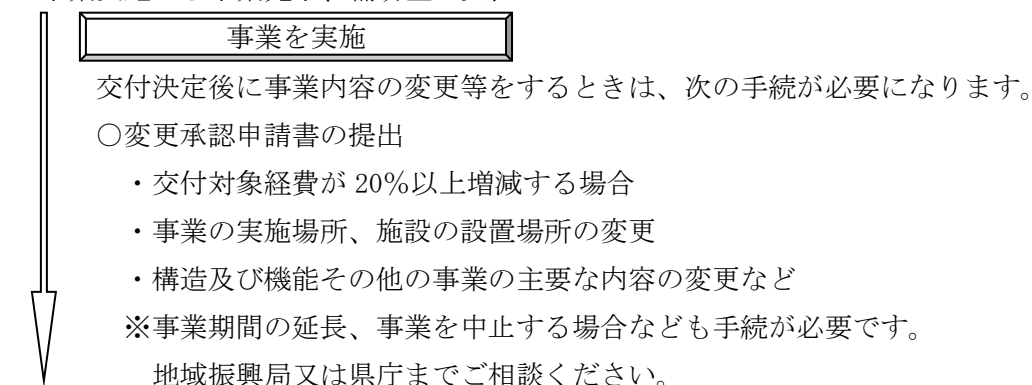 事業を実施
交付決定後に事業内容の変更等をするときは、次の手続が必要になります。
○変更承認申請書の提出
・交付対象経費が 20%以上増減する場合
・事業の実施場所、施設の設置場所の変更
・構造及び機能その他の事業の主要な内容の変更など
※事業期間の延長、事業を中止する場合なども手続が必要です。
地域振興局又は県庁までご相談ください。